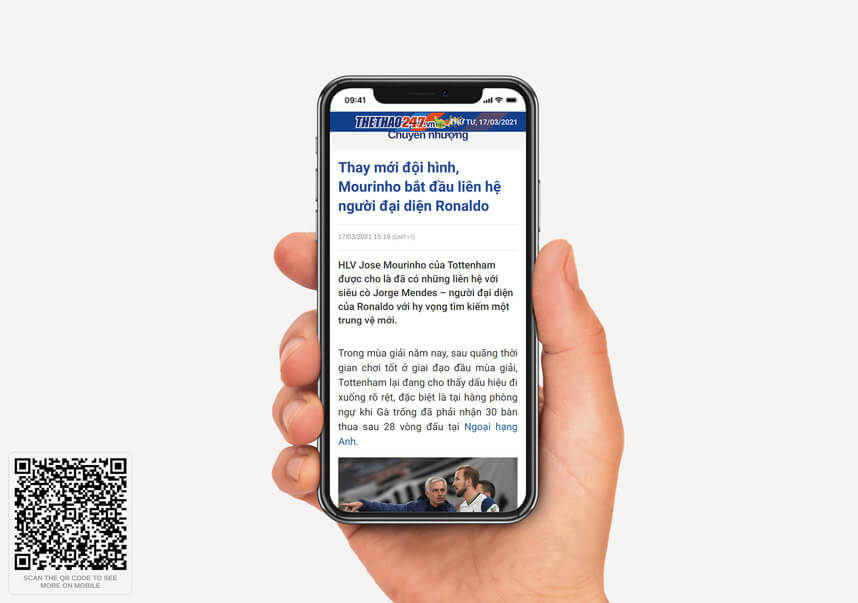 09:41
THETHAO247.vn THỨ TƯ, 17/03/2021
Chuyển nhượng
Thay mới đội hình,
Mourinho bắt đầu liên hệ
người đại diện Ronaldo
17/03/2021 15:19 (GMT+7)
HLV Jose Mourinho của Tottenham
được cho là đã có những liên hệ với
siêu cò Jorge Mendes – người đại diện
của Ronaldo với hy vọng tìm kiếm một
trung vệ mới.
Trong mùa giải năm nay, sau quãng thời
gian chơi tốt ở giai đạo đầu mùa giải,
Tottenham lại đang cho thấy dấu hiệu đi
xuống rõ rệt, đặc biệt là tại hàng phòng
ngự khi Gà trống đã phải nhận 30 bàn
thua sau 28 vòng đấu tại Ngoại hạng
Anh.
SCAN THE QR CODE TO SEE
MORE ON MOBILE